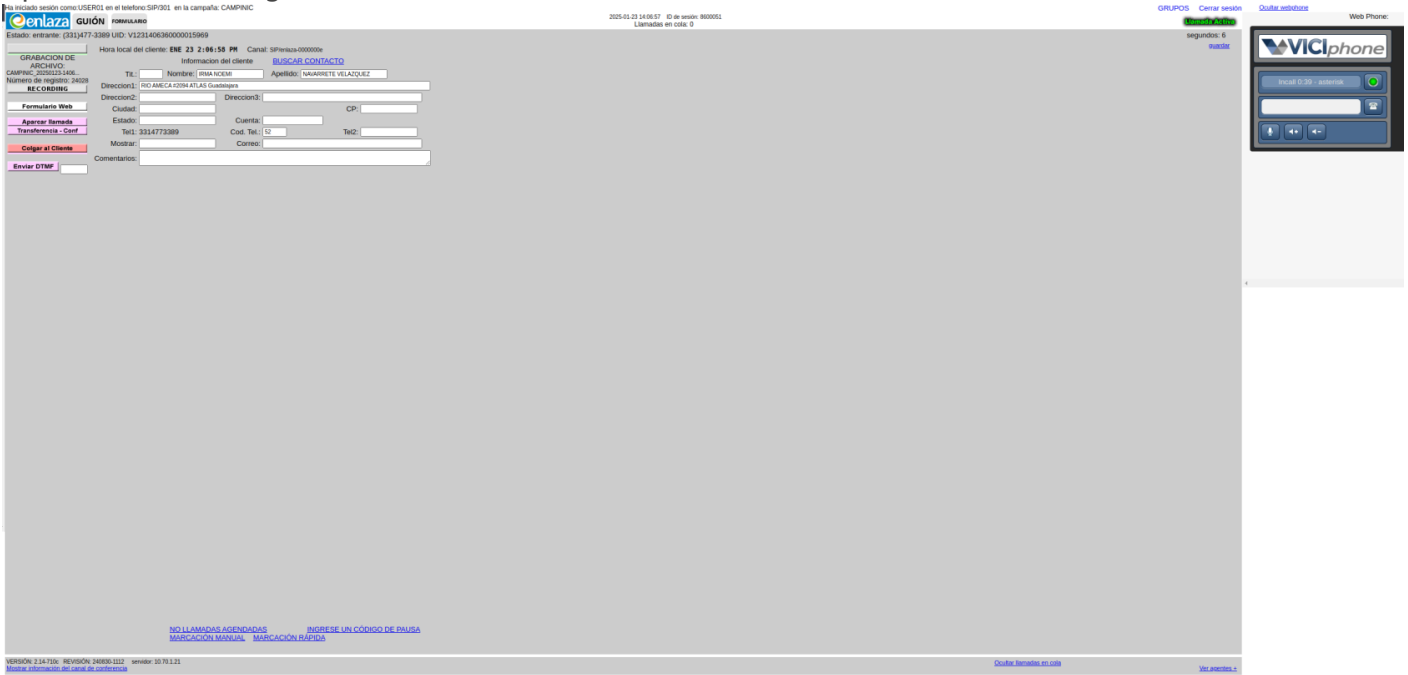 Ha iniciado sesión como:USER01 en el telefono:SIP/301 en la campaña: CAMPINIC
GRUPOS Cerrar sesión
Ocultar webphone
Web Phone:
enlaza GUIÓN FORMULARIO
2025-01-23 14:06:57 ID de sesión: 8600051
Llamadas en cola: 0
Llamada Activa
Estado: entrante: (331)477-3389 UID: V1231406360000015969
segundos: 6
guardar
Hora local del cliente: ENE 23 2:06:58 PM Canal: SIP/enlaza-0000000e
GRABACION DE
ARCHIVO:
CAMPINIC_20250123-1406...
Número de registro: 24028
RECORDING
Formulario Web
Aparcar llamada
Transferencia - Conf
Colgar al Cliente
Enviar DTMF
Informacion del cliente BUSCAR CONTACTO
Tit.: Nombre: IRMA NOEMI Apellido: NAVARRETE VELAZQUEZ
Direccion1: RIO AMECA #2094 ATLAS Guadalajara
Direccion2: Direccion3:
Ciudad: CP:
Estado: Cuenta:
Tel1: 3314773389 Cod. Tel.: 52 Tel2:
Mostrar: Correo:
Comentarios:
VICIphone
Incall 0:39 - asterisk
NO LLAMADAS AGENDADAS INGRESE UN CÓDIGO DE PAUSA
MARCACIÓN MANUAL MARCACIÓN RÁPIDA
VERSIÓN: 2.14-710c REVISIÓN: 240830-1112 servidor: 10.70.1.21
Mostrar información del canal de conferencia
Ocultar llamadas en cola
Ver agentes +